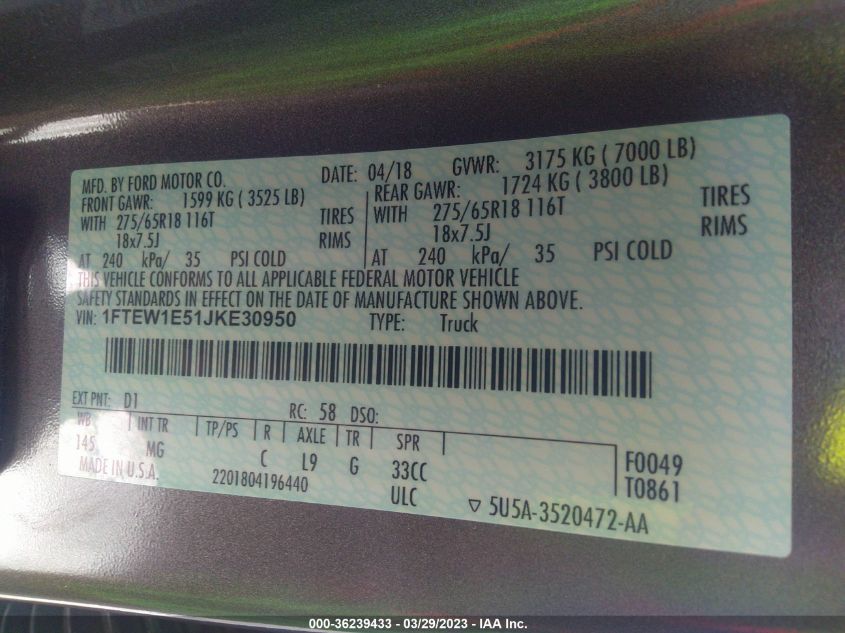 MFD. BY FORD MOTOR CO. DATE: 04/18 GVWR: 3175 KG ( 7000 LB)
FRONT GAWR: 1599 KG ( 3525 LB) REAR GAWR: 1724 KG ( 3800 LB)
WITH 275/65R18 116T TIRES WITH 275/65R18 116T TIRES
18x7.5J RIMS 18x7.5J RIMS
AT 240 kPa/ 35 PSI COLD AT 240 kPa/ 35 PSI COLD
THIS VEHICLE CONFORMS TO ALL APPLICABLE FEDERAL MOTOR VEHICLE
SAFETY STANDARDS IN EFFECT ON THE DATE OF MANUFACTURE SHOWN ABOVE.
VIN: 1FTEW1E51JKE30950 TYPE: Truck
EXT PNT: D1 RC: 58 DSO:
WB INT TR TP/PS R AXLE TR SPR
145 MG C L9 G 33CC F0049
MADE IN U.S.A. 2201804196440 ULC T0861
▽ 5U5A-3520472-AA
000-36239433 - 03/29/2023 - IAA Inc.